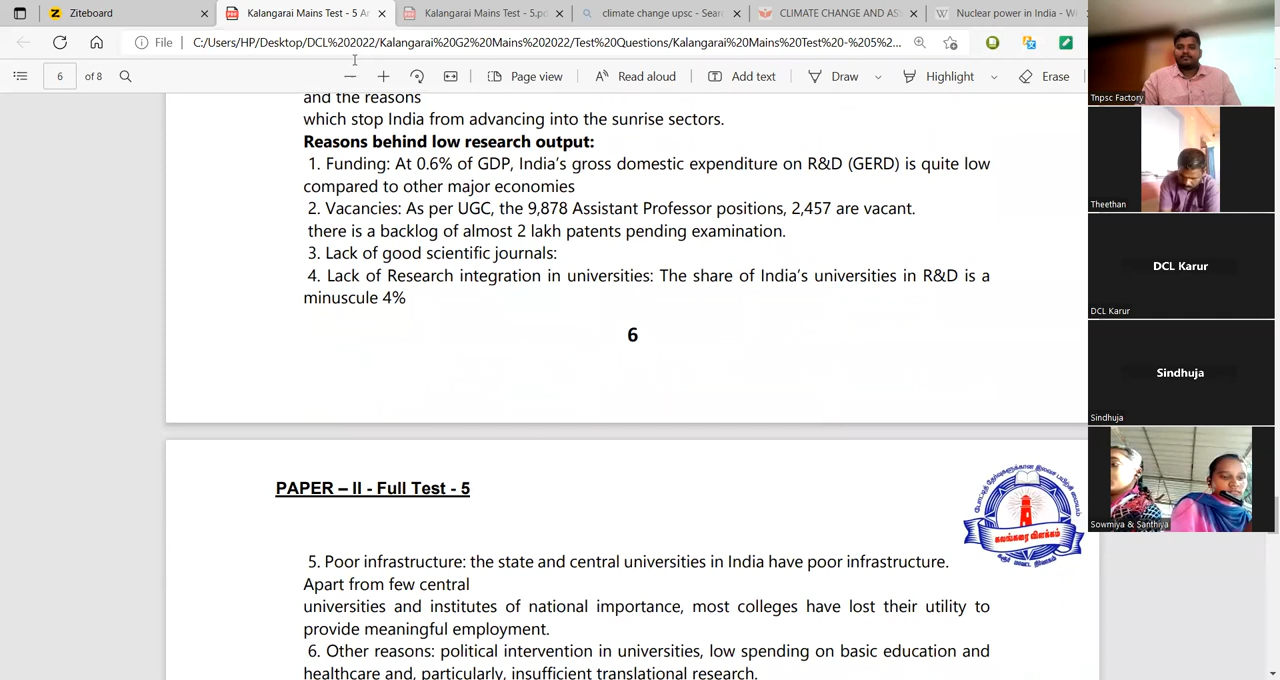 Ziteboard
Kalangarai Mains Test - 5 Ar
Kalangarai Mains Test - 5.pd
climate change upsc - Sear
CLIMATE CHANGE AND AS
Nuclear power in India - W
File
C:/Users/HP/Desktop/DCL%202022/Kalangarai%20G2%20Mains%202022/Test%20Questions/Kalangarai%20Mains%20Test%20-%205%2...
6
of 8
Page view
Read aloud
Add text
Draw
Highlight
Erase
and the reasons
which stop India from advancing into the sunrise sectors.
Reasons behind low research output:
1. Funding: At 0.6% of GDP, India's gross domestic expenditure on R&D (GERD) is quite low
compared to other major economies
2. Vacancies: As per UGC, the 9,878 Assistant Professor positions, 2,457 are vacant.
there is a backlog of almost 2 lakh patents pending examination.
3. Lack of good scientific journals:
4. Lack of Research integration in universities: The share of India's universities in R&D is a
minuscule 4%
6
PAPER – II - Full Test - 5
கலங்கரை விளக்கம்
5. Poor infrastructure: the state and central universities in India have poor infrastructure.
Apart from few central
universities and institutes of national importance, most colleges have lost their utility to
provide meaningful employment.
6. Other reasons: political intervention in universities, low spending on basic education and
healthcare and, particularly, insufficient translational research.
Tnpsc Factory
Theethan
DCL Karur
DCL Karur
Sindhuja
Sindhuja
Sowmiya & Santhiya